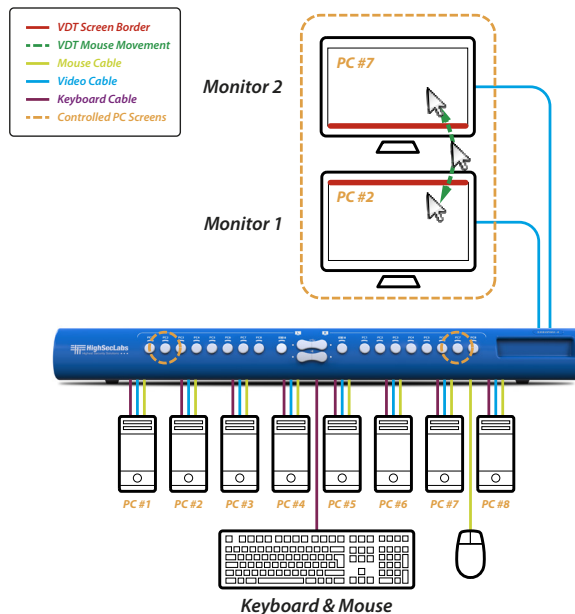 VDT Screen Border
VDT Mouse Movement
Mouse Cable
Video Cable
Keyboard Cable
Controlled PC Screens
Monitor 2
PC #7
Monitor 1
PC #2
HighSecLabs
PC #1
PC #2
PC #3
PC #4
PC #5
PC #6
PC #7
PC #8
Keyboard & Mouse